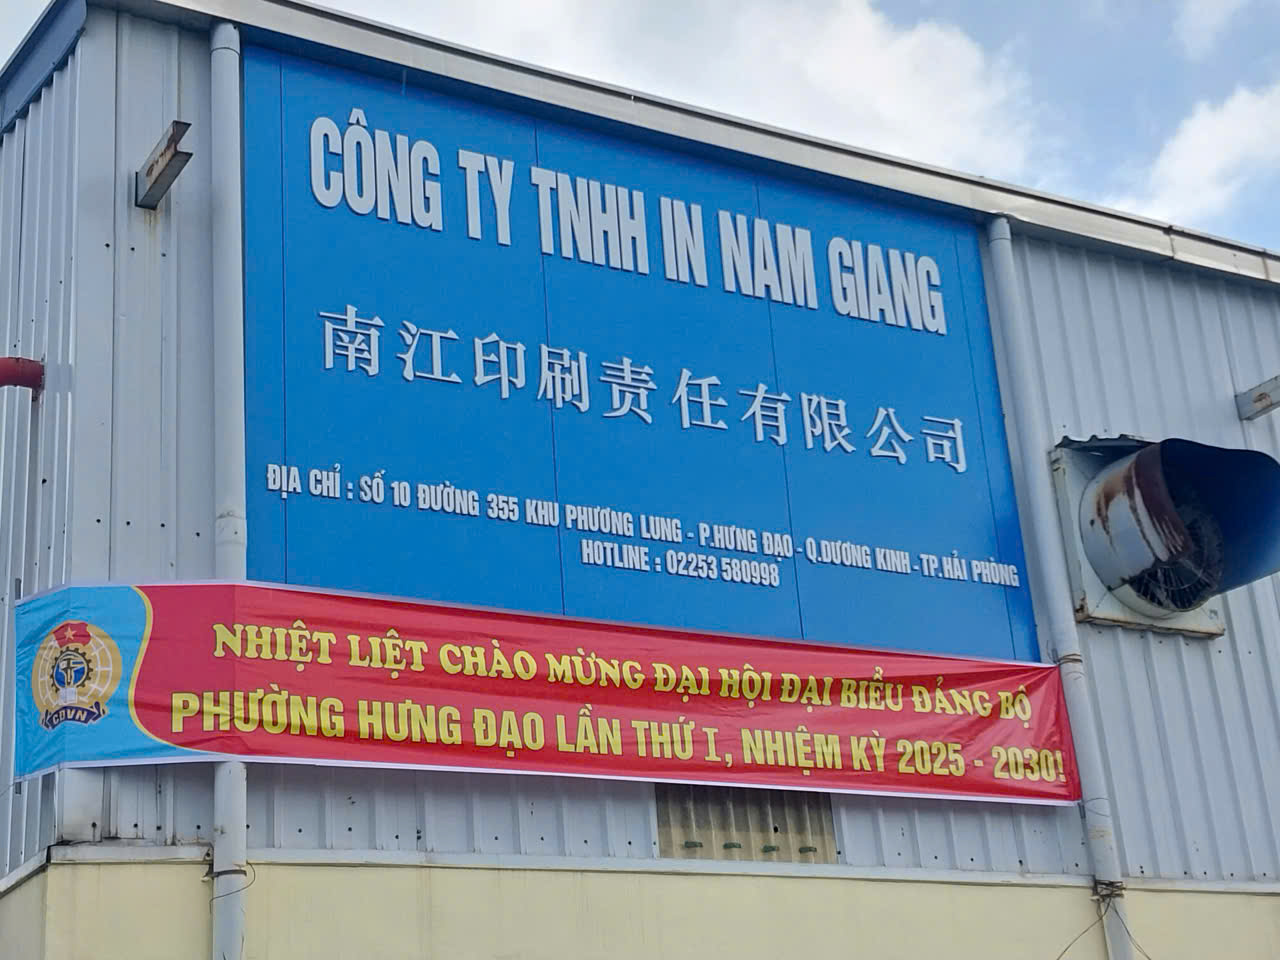 CÔNG TY TNHH IN NAM GIANG
南江印刷责任有限公司
ĐỊA CHỈ : SỐ 10 ĐƯỜNG 355 KHU PHƯƠNG LUNG - P.HƯNG ĐẠO - Q.DƯƠNG KINH - TP.HẢI PHÒNG
HOTLINE : 02253 580998
NHIỆT LIỆT CHÀO MỪNG ĐẠI HỘI ĐẠI BIỂU ĐẢNG BỘ
PHƯỜNG HƯNG ĐẠO LẦN THỨ I, NHIỆM KỲ 2025 - 2030!
CĐVN